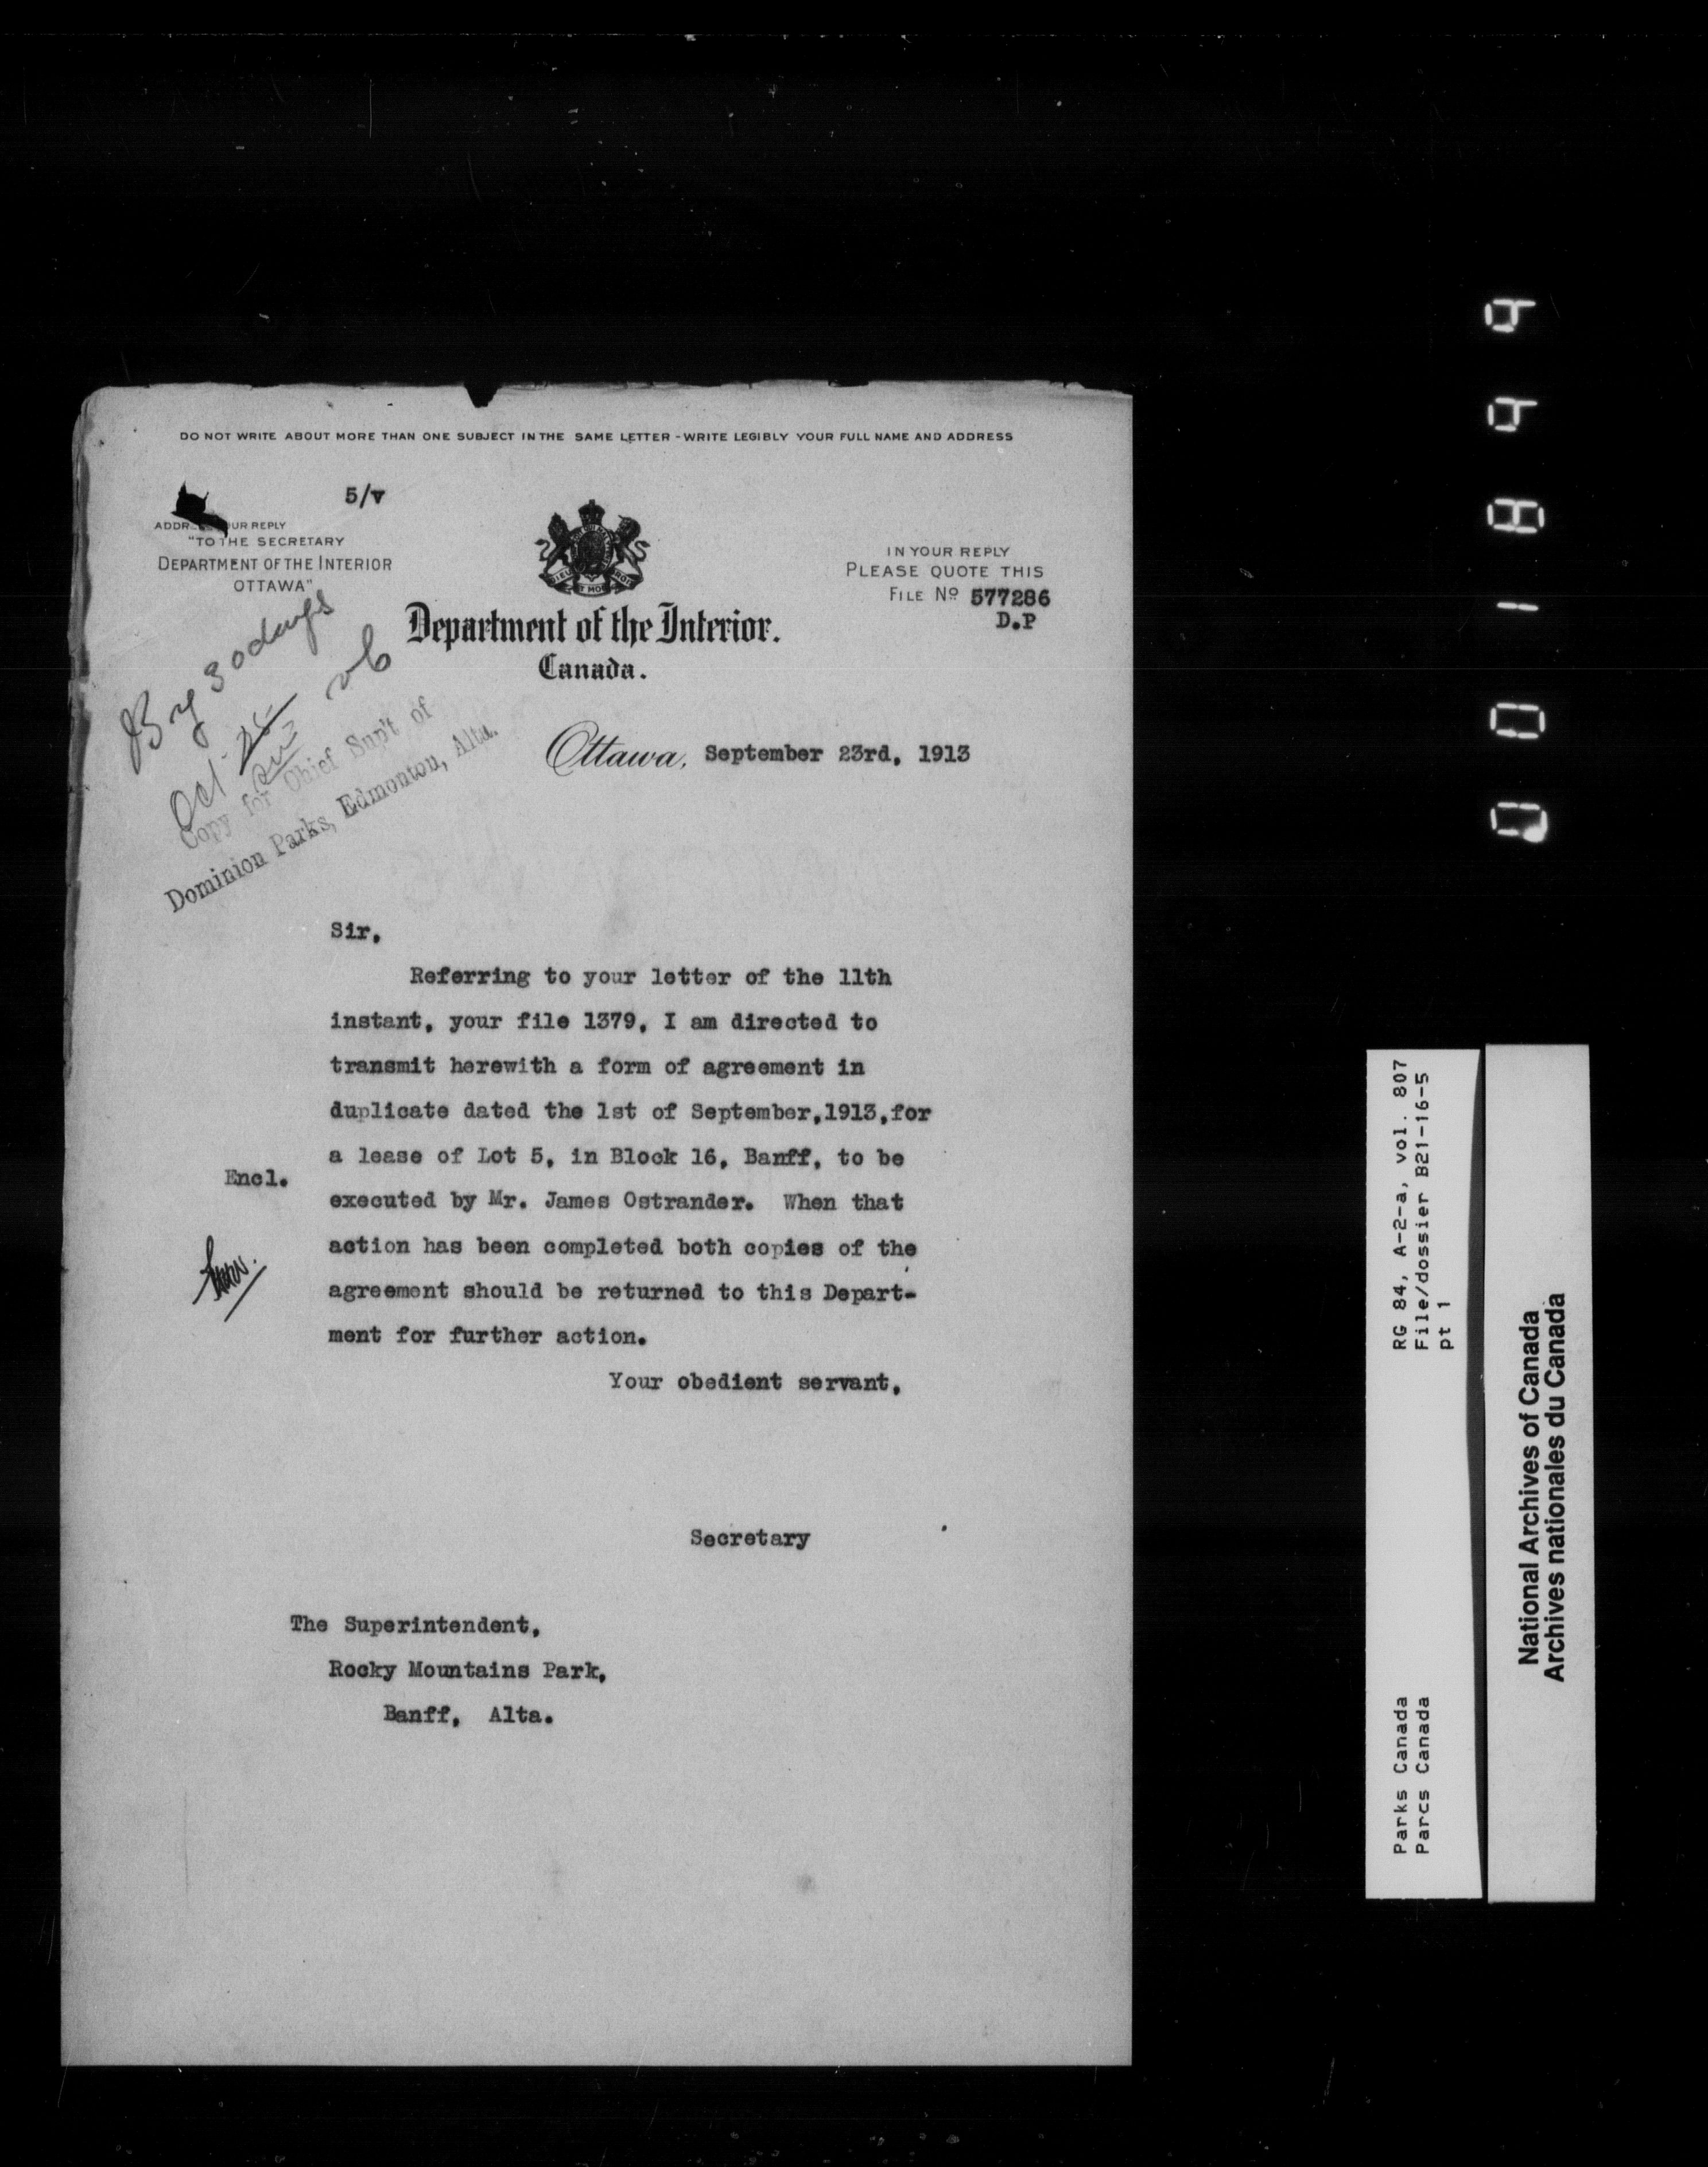 DO NOT WRITE ABOUT MORE THAN ONE SUBJECT IN THE SAME LETTER - WRITE LEGIBLY YOUR FULL NAME AND ADDRESS
5/v
ADDR OUR REPLY
"TO THE SECRETARY
DEPARTMENT OF THE INTERIOR
OTTAWA"
IN YOUR REPLY
PLEASE QUOTE THIS
FILE No 577286
D.P
Department of the Interior.
Canada.
30 days
Oct
Copy for Chief Sup't of
Dominion Parks, Edmonton, Alta.
Ottawa, September 23rd, 1913
Sir,
Referring to your letter of the 11th
instant, your file 1379, I am directed to
transmit herewith a form of agreement in
duplicate dated the 1st of September,1913,for
a lease of Lot 5, in Block 16, Banff, to be
Encl.
executed by Mr. James Ostrander. When that
action has been completed both copies of the
agreement should be returned to this Depart-
ment for further action.
Your obedient servant,
Secretary
The Superintendent,
Rocky Mountains Park,
Banff, Alta.
001899
RG 84, A-2-a, vol. 807
File/dossier B21-16-5
pt 1
Parks Canada
Parcs Canada
National Archives of Canada
Archives nationales du Canada